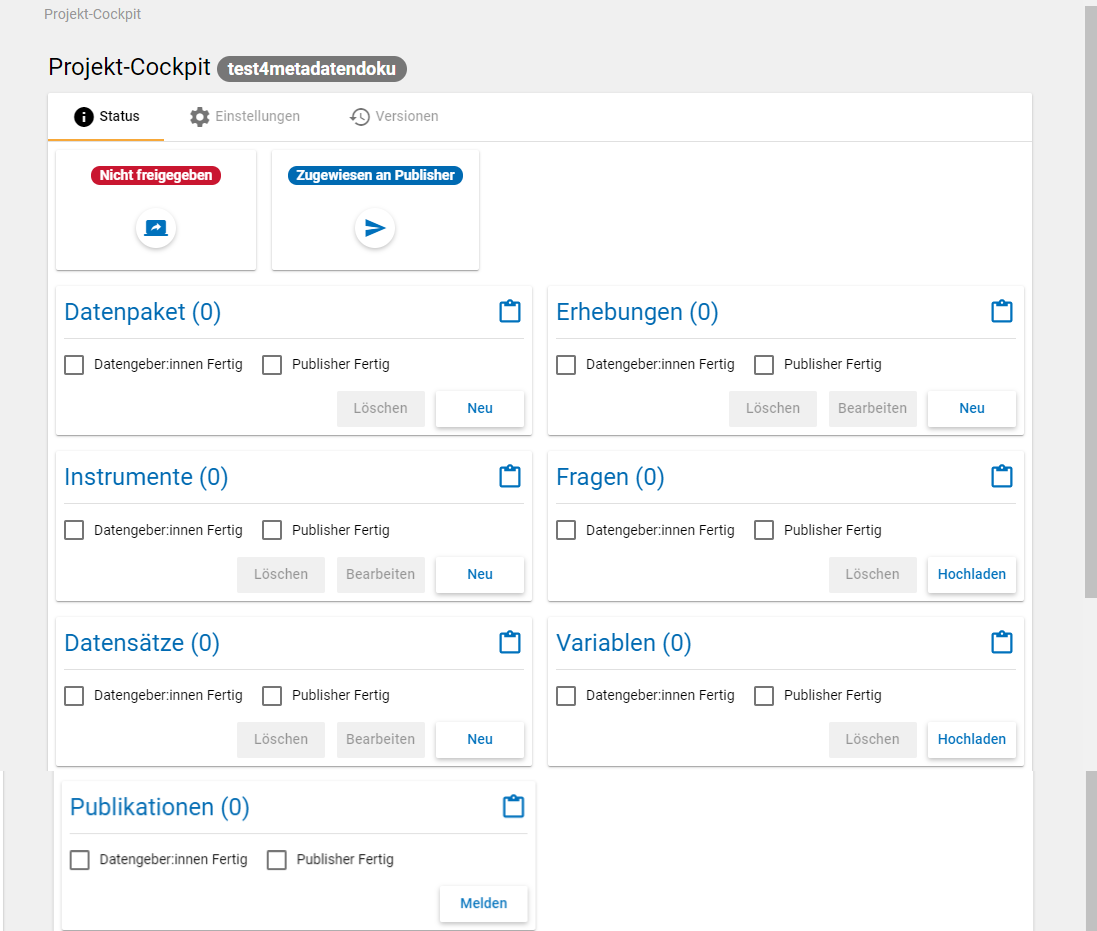 Projekt-Cockpit
Projekt-Cockpit test4metadatendoku
Status Einstellungen Versionen
Nicht freigegeben Zugewiesen an Publisher
Datenpaket (0)
Datengeber:innen Fertig Publisher Fertig
Löschen Neu
Erhebungen (0)
Datengeber:innen Fertig Publisher Fertig
Löschen Bearbeiten Neu
Instrumente (0)
Datengeber:innen Fertig Publisher Fertig
Löschen Bearbeiten Neu
Fragen (0)
Datengeber:innen Fertig Publisher Fertig
Löschen Hochladen
Datensätze (0)
Datengeber:innen Fertig Publisher Fertig
Löschen Bearbeiten Neu
Variablen (0)
Datengeber:innen Fertig Publisher Fertig
Löschen Hochladen
Publikationen (0)
Datengeber:innen Fertig Publisher Fertig
Melden